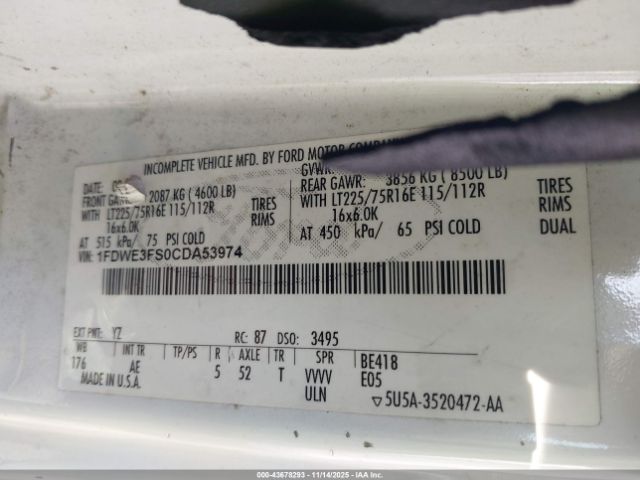 INCOMPLETE VEHICLE MFD. BY FORD MOTOR COMPANY
DATE:
GVWR:
FRONT GAWR: 2087 KG ( 4600 LB)
REAR GAWR: 3856 KG ( 8500 LB)
WITH LT225/75R16E 115/112R TIRES
WITH LT225/75R16E 115/112R TIRES
16x6.0K RIMS
16x6.0K RIMS
AT 515 kPa/ 75 PSI COLD
AT 450 kPa/ 65 PSI COLD DUAL
VIN: 1FDWE3FS0CDA53974
EXT PNT: YZ RC: 87 DSO: 3495
WB INT TR TP/PS R AXLE TR SPR BE418
176 AE 5 52 T VVVV E05
MADE IN U.S.A. ULN ▽5U5A-3520472-AA
000-43678293 — 11/14/2025 — IAA